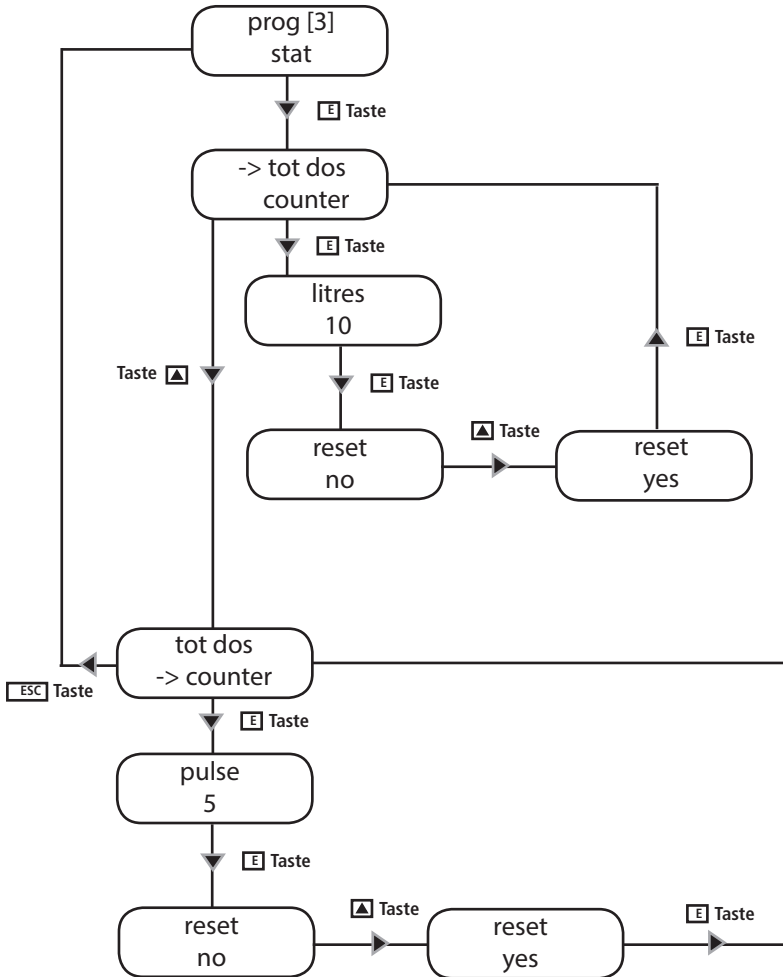 prog [3]
stat
E Taste
-> tot dos
counter
E Taste
litres
10
Taste ▲
E Taste
E Taste
reset
no
▲ Taste
reset
yes
tot dos
-> counter
ESC Taste
E Taste
pulse
5
E Taste
reset
no
▲ Taste
reset
yes
E Taste